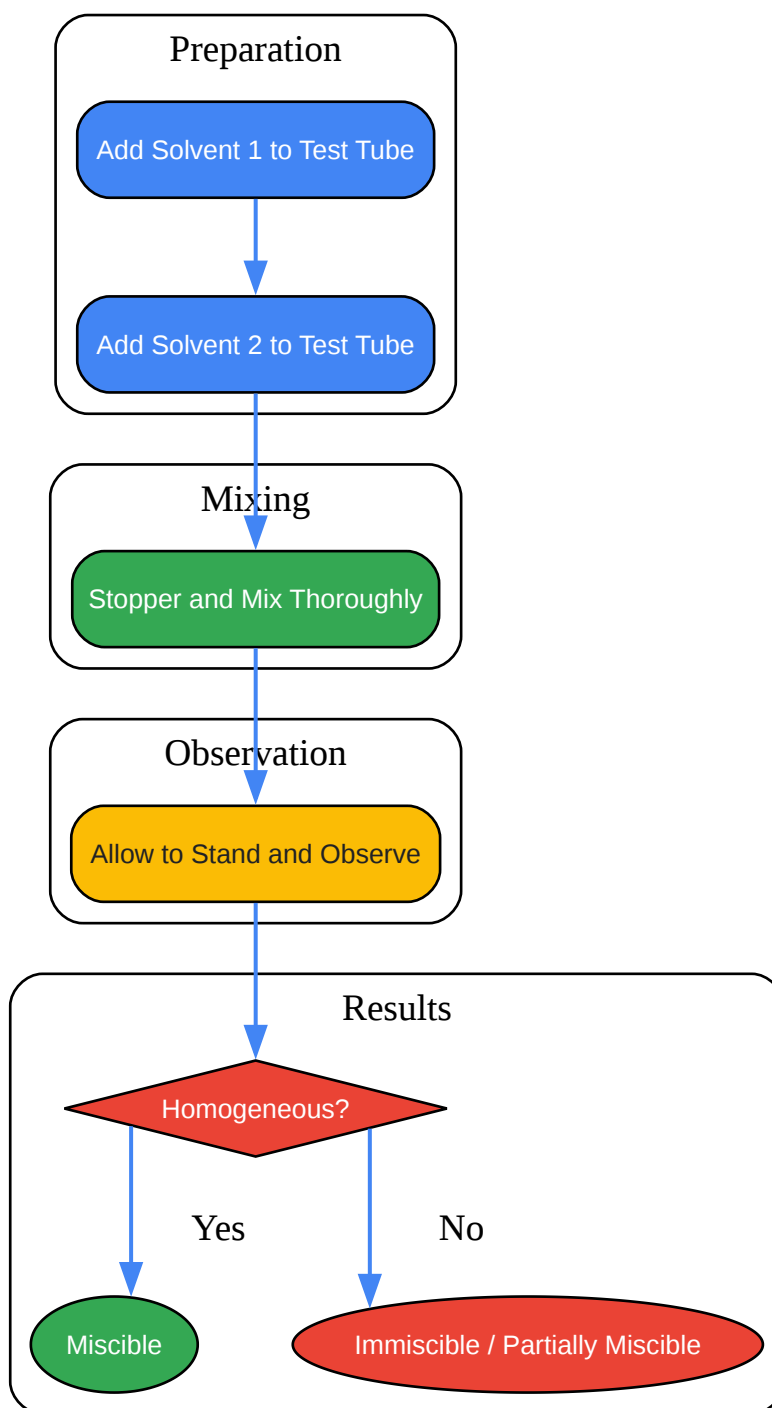 Preparation
Add Solvent 1 to Test Tube
Add Solvent 2 to Test Tube
Mixing
Stopper and Mix Thoroughly
Observation
Allow to Stand and Observe
Results
Homogeneous?
Yes
No
Miscible
Immiscible / Partially Miscible